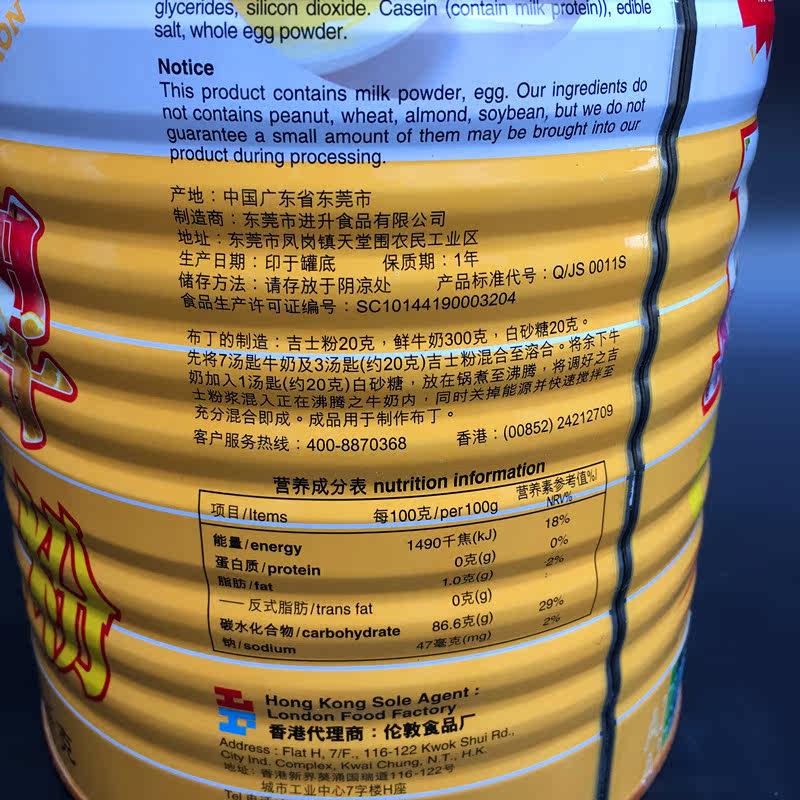 glycerides, silicon dioxide. Casein (contain milk protein)), edible
salt, whole egg powder.
Notice
This product contains milk powder, egg. Our ingredients do
not contains peanut, wheat, almond, soybean, but we do not
guarantee a small amount of them may be brought into our
product during processing.
产地：中国广东省东莞市
制造商：东莞市进升食品有限公司
地址：东莞市凤岗镇天堂围农民工业区
生产日期：印于罐底 保质期：1年
储存方法：请存放于阴凉处 产品标准代号：Q/JS 0011S
食品生产许可证编号：SC10144190003204
布丁的制造：吉士粉20克，鲜牛奶300克，白砂糖20克。
先将7汤匙牛奶及3汤匙(约20克)吉士粉混合至溶合。将余下牛
奶加入1汤匙(约20克)白砂糖，放在锅煮至沸腾，将调好之吉
士粉浆混入正在沸腾之牛奶内，同时关掉能源并快速搅拌至
充分混合即成。成品用于制作布丁。
客户服务热线：400-8870368 香港：(00852) 24212709
营养成分表 nutrition information
项目/Items 每100克/per100g 营养素参考值%/NRV%
能量/energy 1490千焦(kJ) 18%
蛋白质/protein 0克(g) 0%
脂肪/fat 1.0克(g) 2%
——反式脂肪/trans fat 0克(g)
碳水化合物/carbohydrate 86.6克(g) 29%
钠/sodium 47毫克(mg) 2%
Hong Kong Sole Agent :
London Food Factory
香港代理商：伦敦食品厂
Address : Flat H, 7/F., 116-122 Kwok Shui Rd.,
City Ind. Complex, Kwai Chung, N.T., H.K.
地址：香港新界葵涌国瑞道116-122号
城市工业中心7字楼H座
Tel
粉
克